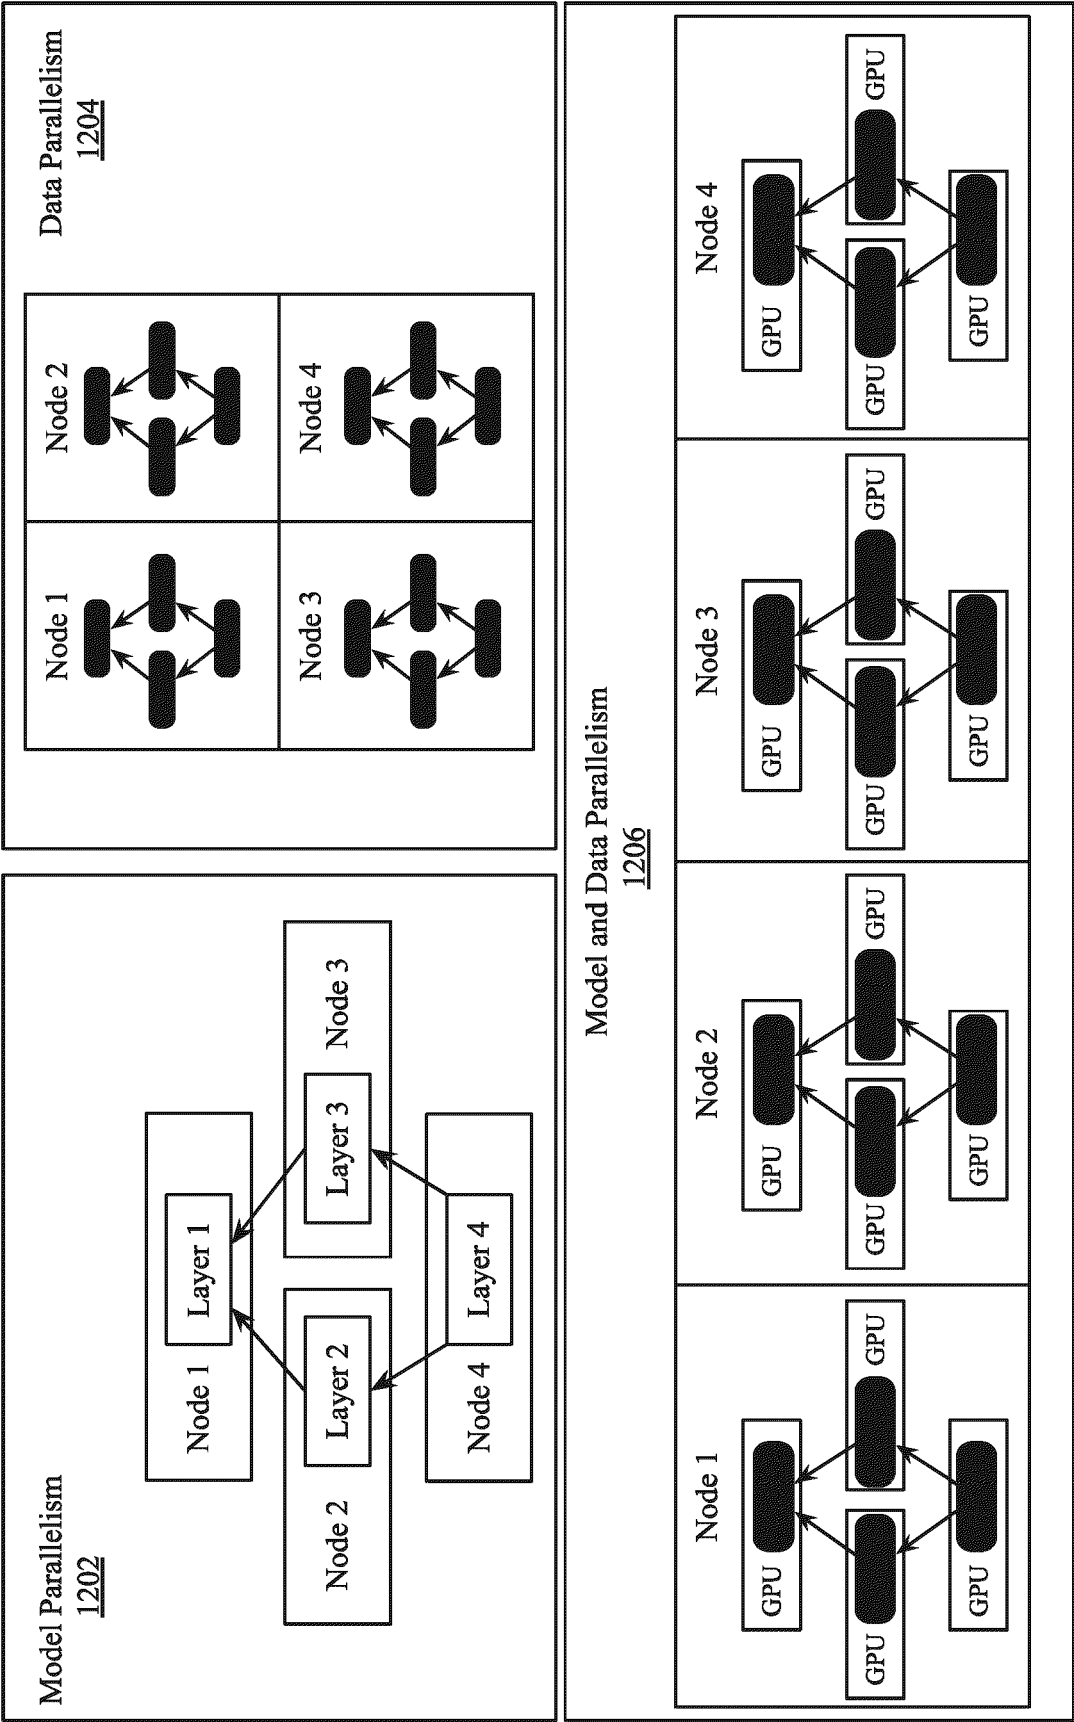 Model Parallelism
1202
Node 1
Layer 1
Node 2
Layer 2
Layer 3
Node 3
Node 4
Layer 4
Data Parallelism
1204
Node 1
Node 2
Node 3
Node 4
Model and Data Parallelism
1206
Node 1
GPU
GPU
GPU
GPU
Node 2
GPU
GPU
GPU
GPU
Node 3
GPU
GPU
GPU
GPU
Node 4
GPU
GPU
GPU
GPU